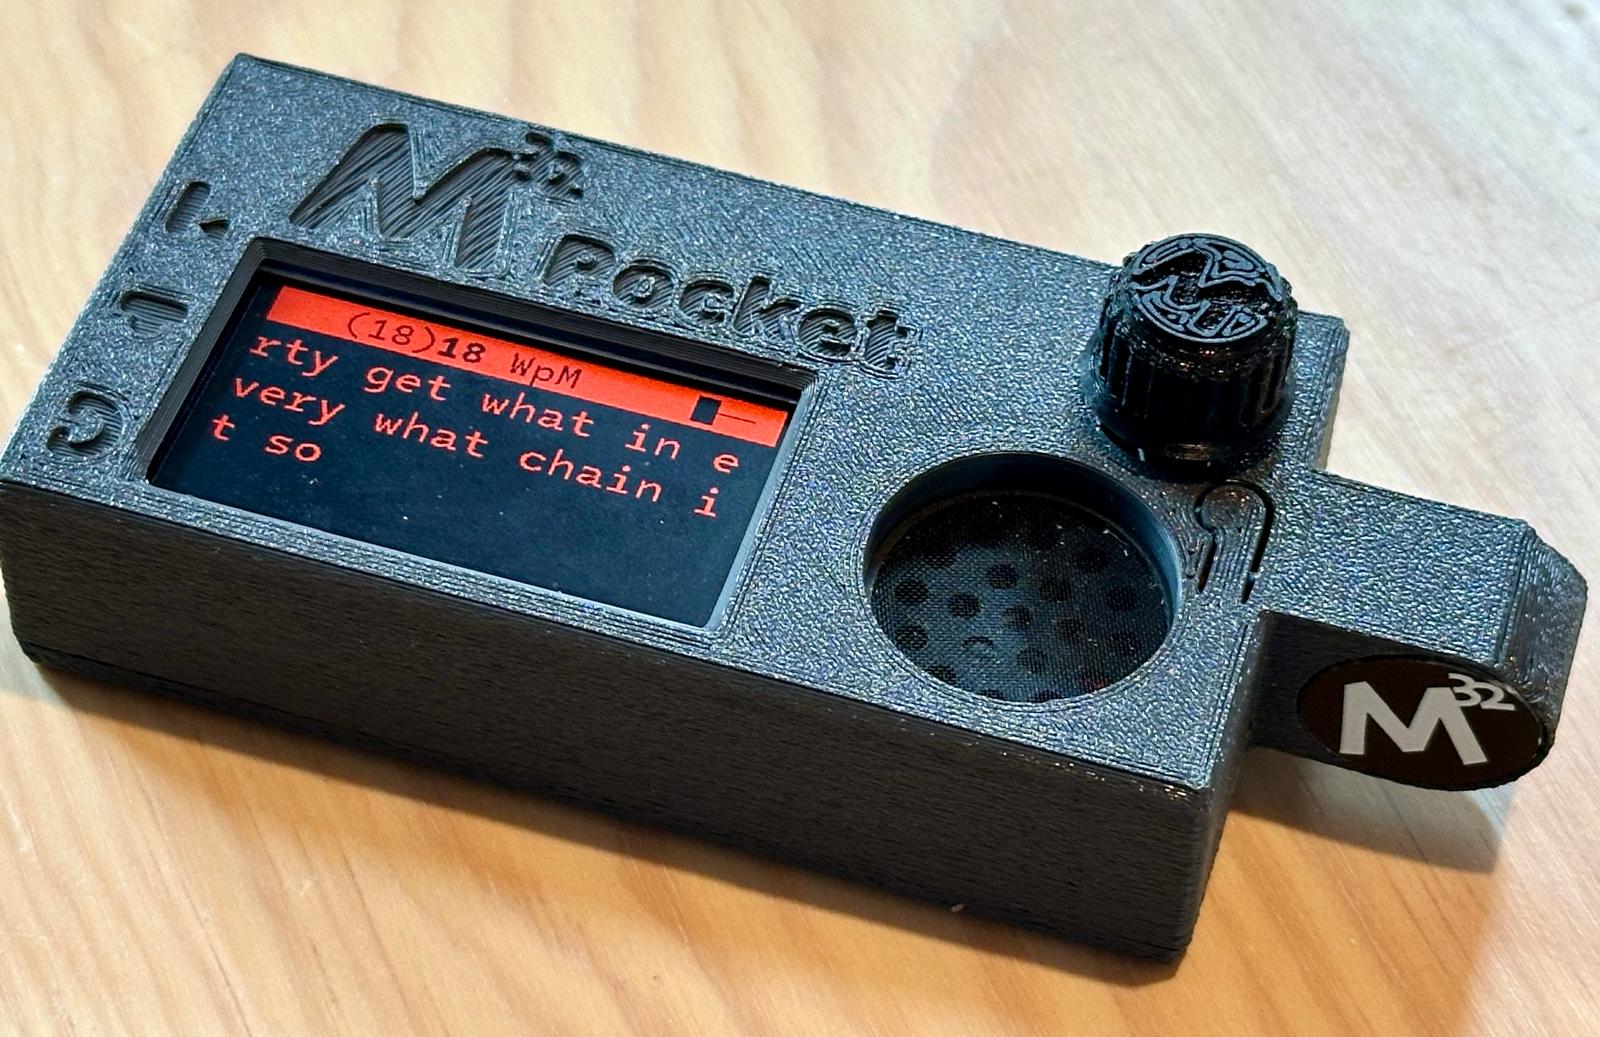 M32
Pocket
(18)18 WpM
rty get what in e
very what chain i
t so
M32